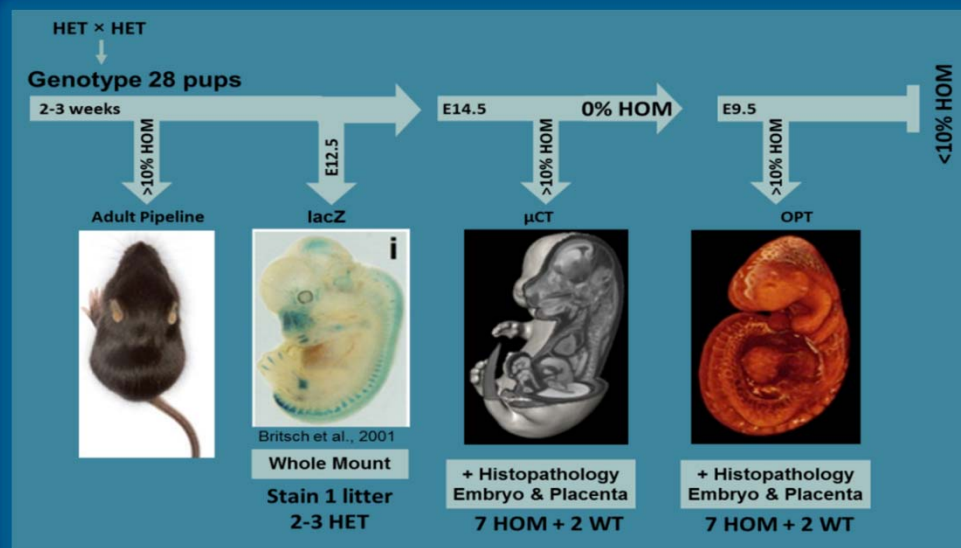 HET × HET
Genotype 28 pups
2-3 weeks
E14.5
0% HOM
E9.5
<10% HOM
>10% HOM
E12.5
>10% HOM
>10% HOM
Adult Pipeline
lacZ
µCT
OPT
i
Britsch et al., 2001
Whole Mount
Stain 1 litter
2-3 HET
+ Histopathology
Embryo & Placenta
7 HOM + 2 WT
+ Histopathology
Embryo & Placenta
7 HOM + 2 WT